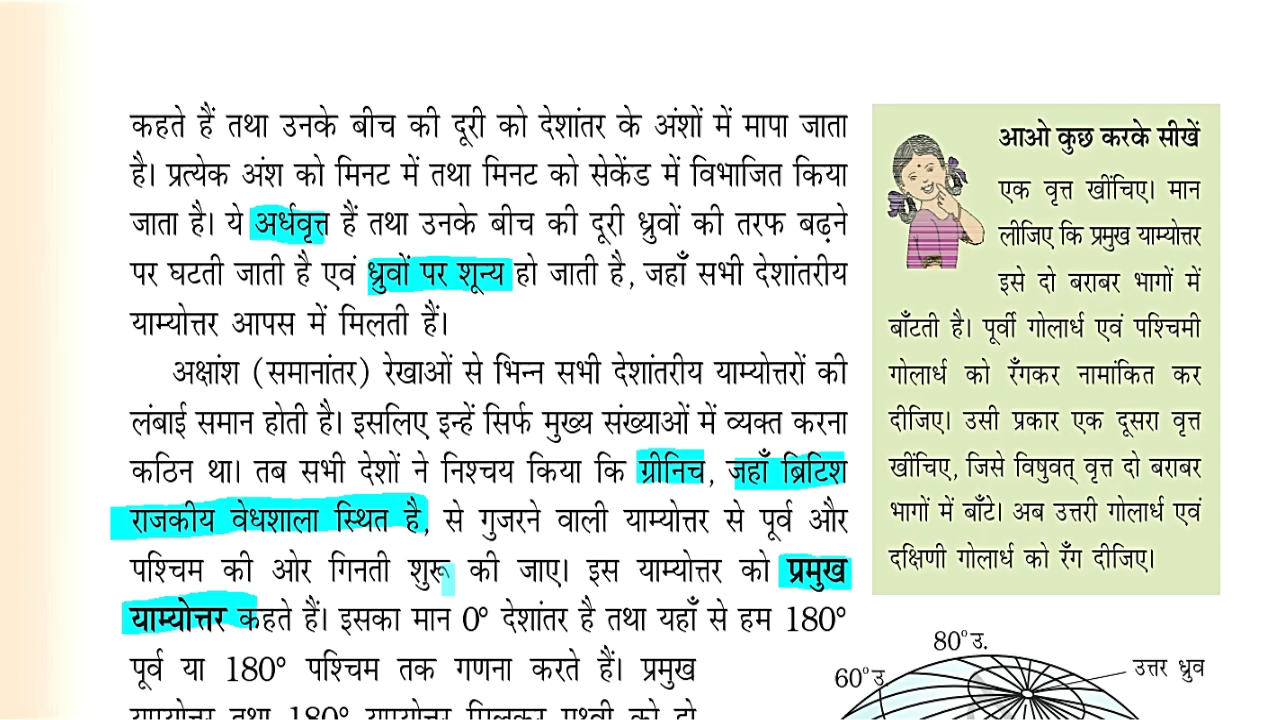 कहते हैं तथा उनके बीच की दूरी को देशांतर के अंशों में मापा जाता
है। प्रत्येक अंश को मिनट में तथा मिनट को सेकेंड में विभाजित किया
जाता है। ये अर्धवृत्त हैं तथा उनके बीच की दूरी ध्रुवों की तरफ बढ़ने
पर घटती जाती है एवं ध्रुवों पर शून्य हो जाती है, जहाँ सभी देशांतरीय
याम्योत्तर आपस में मिलती हैं।
अक्षांश (समानांतर) रेखाओं से भिन्न सभी देशांतरीय याम्योत्तरों की
लंबाई समान होती है। इसलिए इन्हें सिर्फ मुख्य संख्याओं में व्यक्त करना
कठिन था। तब सभी देशों ने निश्चय किया कि ग्रीनिच, जहाँ ब्रिटिश
राजकीय वेधशाला स्थित है, से गुजरने वाली याम्योत्तर से पूर्व और
पश्चिम की ओर गिनती शुरू की जाए। इस याम्योत्तर को प्रमुख
याम्योत्तर कहते हैं। इसका मान 0° देशांतर है तथा यहाँ से हम 180°
पूर्व या 180° पश्चिम तक गणना करते हैं। प्रमुख
याम्योत्तर तथा 180° याम्योत्तर मिलकर पृथ्वी को दो
आओ कुछ करके सीखें
एक वृत्त खींचिए। मान
लीजिए कि प्रमुख याम्योत्तर
इसे दो बराबर भागों में
बाँटती है। पूर्वी गोलार्ध एवं पश्चिमी
गोलार्ध को रँगकर नामांकित कर
दीजिए। उसी प्रकार एक दूसरा वृत्त
खींचिए, जिसे विषुवत् वृत्त दो बराबर
भागों में बाँटे। अब उत्तरी गोलार्ध एवं
दक्षिणी गोलार्ध को रँग दीजिए।
80°उ.
60°उ
उत्तर ध्रुव